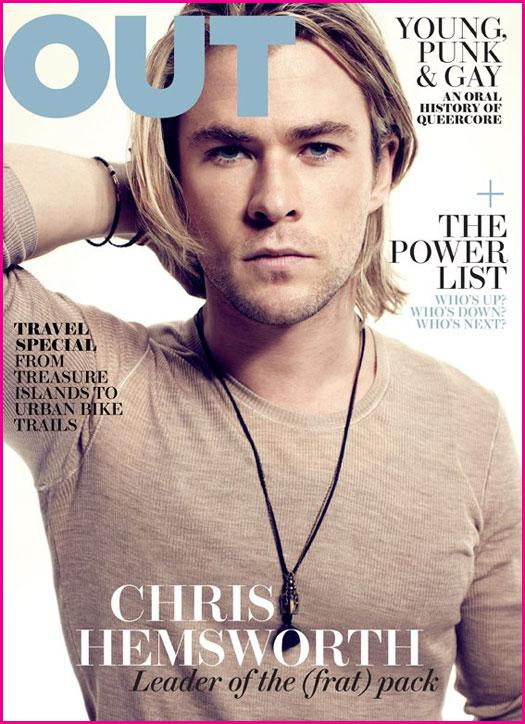 OUT
YOUNG,
PUNK
& GAY
AN ORAL
HISTORY OF
QUEERCORE
+
THE
POWER
LIST
WHO'S UP?
WHO'S DOWN?
WHO'S NEXT?
TRAVEL
SPECIAL
FROM
TREASURE
ISLANDS TO
URBAN BIKE
TRAILS
CHRIS
HEMSWORTH
Leader of the (frat) pack